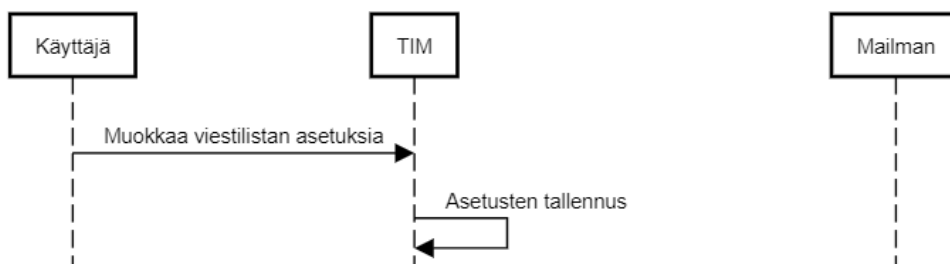 Käyttäjä
TIM
Mailman
Muokkaa viestilistan asetuksia
Asetusten tallennus